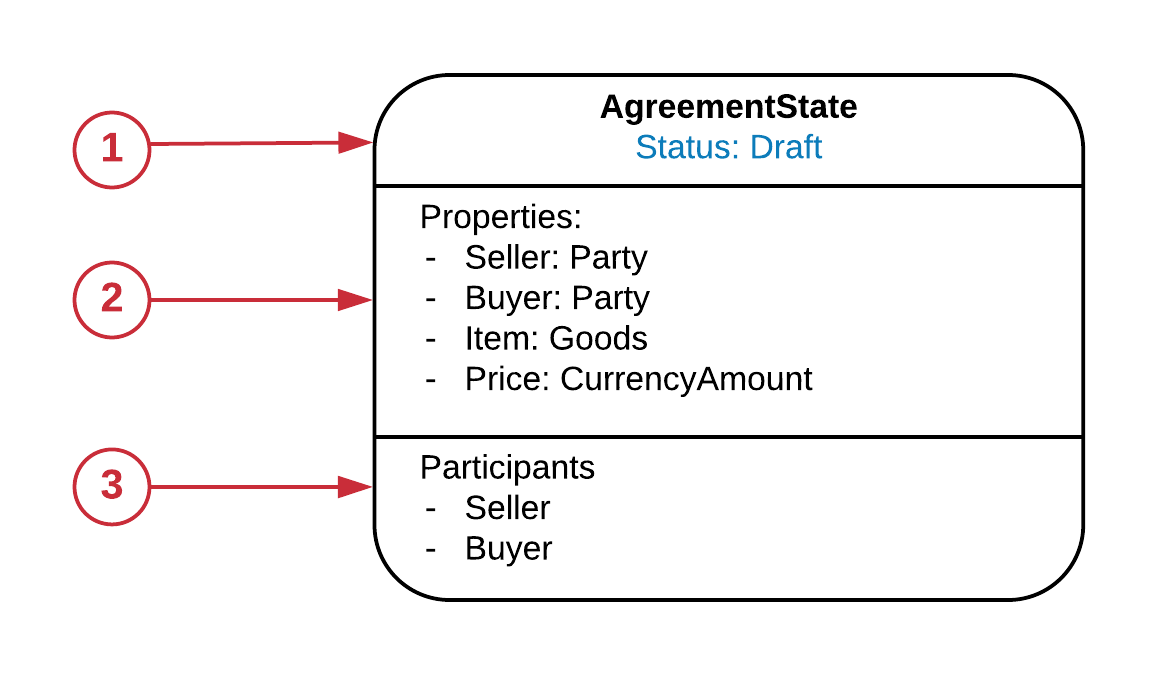 1
AgreementState
Status: Draft
2
Properties:
- Seller: Party
- Buyer: Party
- Item: Goods
- Price: CurrencyAmount
3
Participants
- Seller
- Buyer